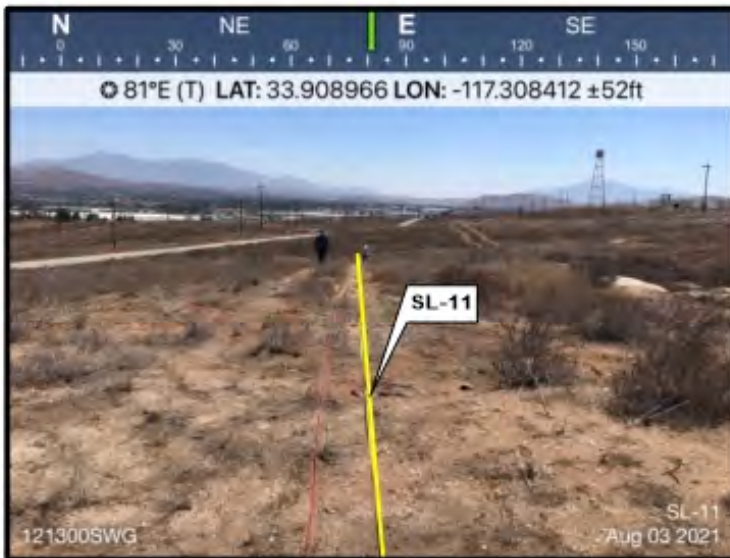 N NE E SE
0 30 60 90 120 150
81°E (T) LAT: 33.908966 LON: -117.308412 ±52ft
SL-11
SL-11
121300SWG Aug 03 2021